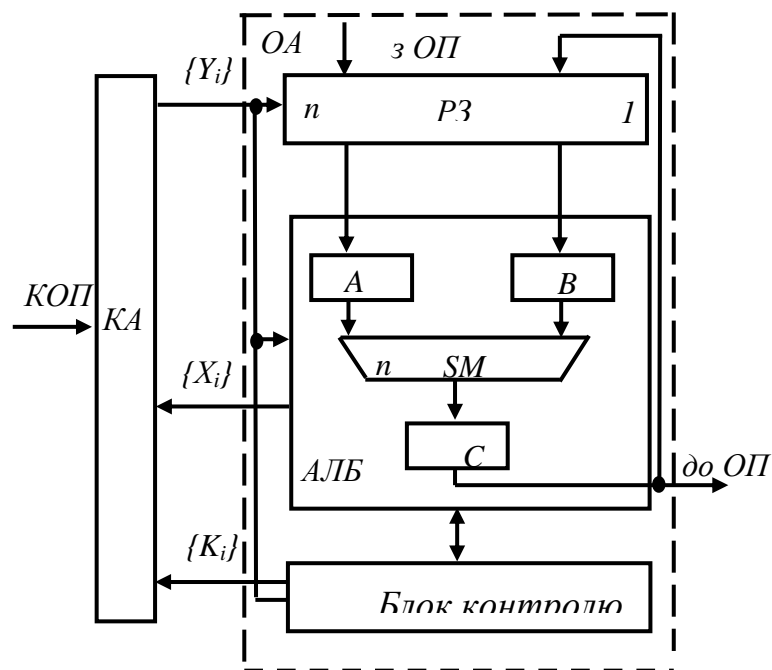 ОА
з ОП
{Yi}
n
РЗ
1
А
В
КОП
КА
n
SM
{Xi}
С
АЛБ
до ОП
{Ki}
Блок контролю